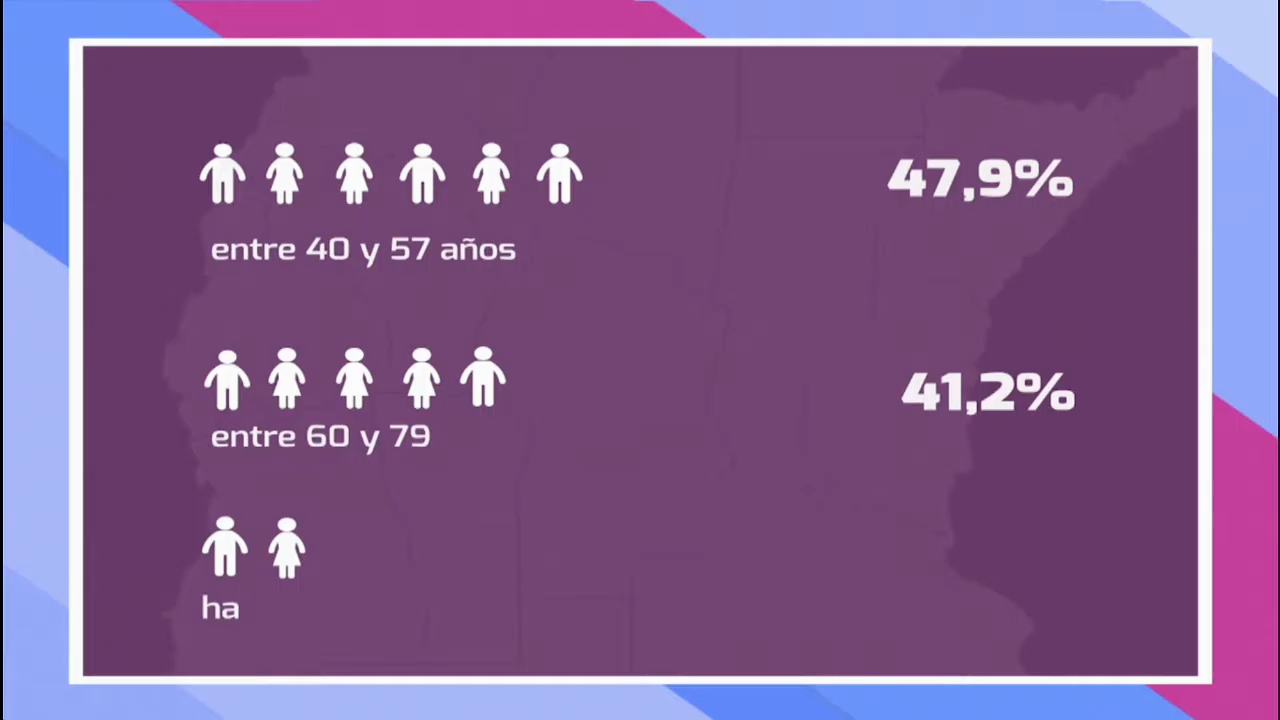 47,9%
entre 40 y 57 años
41,2%
entre 60 y 79
ha